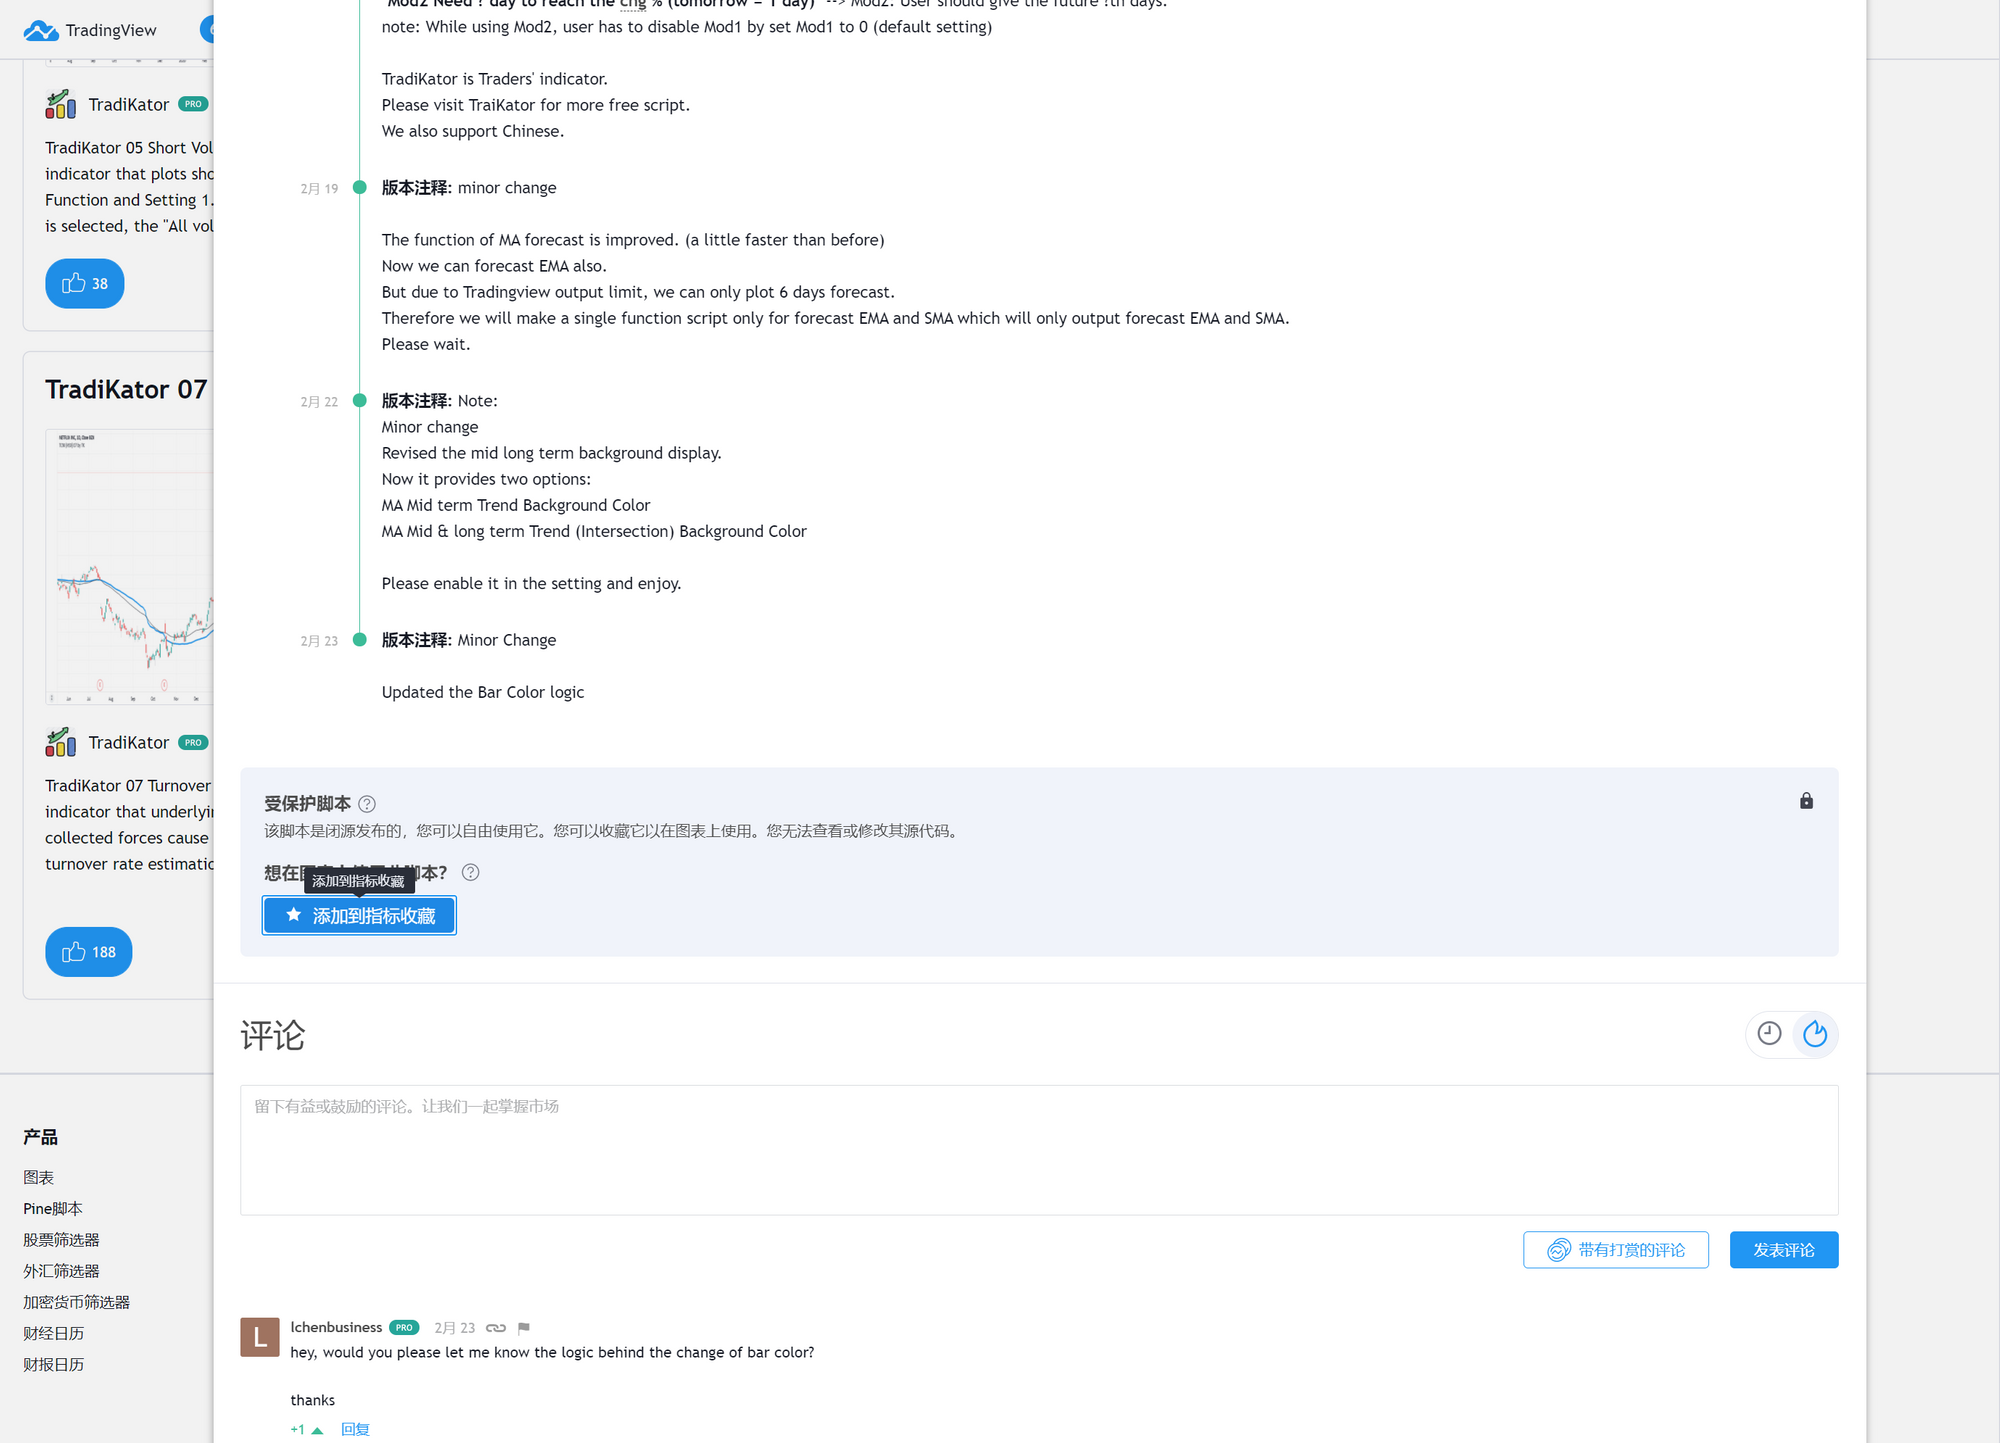 TradingView
TradiKator PRO
TradiKator 05 Short Vol
indicator that plots sho
Function and Setting 1.
is selected, the "All vol
38
TradiKator 07
TradiKator PRO
TradiKator 07 Turnover
indicator that underlyi
collected forces cause
turnover rate estimatic
188
产品
图表
Pine脚本
股票筛选器
外汇筛选器
加密货币筛选器
财经日历
财报日历
"Mod2 Need ? day to reach the chg % (tomorrow = 1 day)" --> Mod2: User should give the future ?th days.
note: While using Mod2, user has to disable Mod1 by set Mod1 to 0 (default setting)
TradiKator is Traders' indicator.
Please visit TraiKator for more free script.
We also support Chinese.
2月 19
版本注释: minor change
The function of MA forecast is improved. (a little faster than before)
Now we can forecast EMA also.
But due to Tradingview output limit, we can only plot 6 days forecast.
Therefore we will make a single function script only for forecast EMA and SMA which will only output forecast EMA and SMA.
Please wait.
2月 22
版本注释: Note:
Minor change
Revised the mid long term background display.
Now it provides two options:
MA Mid term Trend Background Color
MA Mid & long term Trend (Intersection) Background Color
Please enable it in the setting and enjoy.
2月 23
版本注释: Minor Change
Updated the Bar Color logic
受保护脚本
该脚本是闭源发布的，您可以自由使用它。您可以收藏它以在图表上使用。您无法查看或修改其源代码。
想在 脚本？
添加到指标收藏
添加到指标收藏
评论
留下有益或鼓励的评论。让我们一起掌握市场
带有打赏的评论
发表评论
L
lchenbusiness PRO 2月 23
hey, would you please let me know the logic behind the change of bar color?
thanks
+1 回复